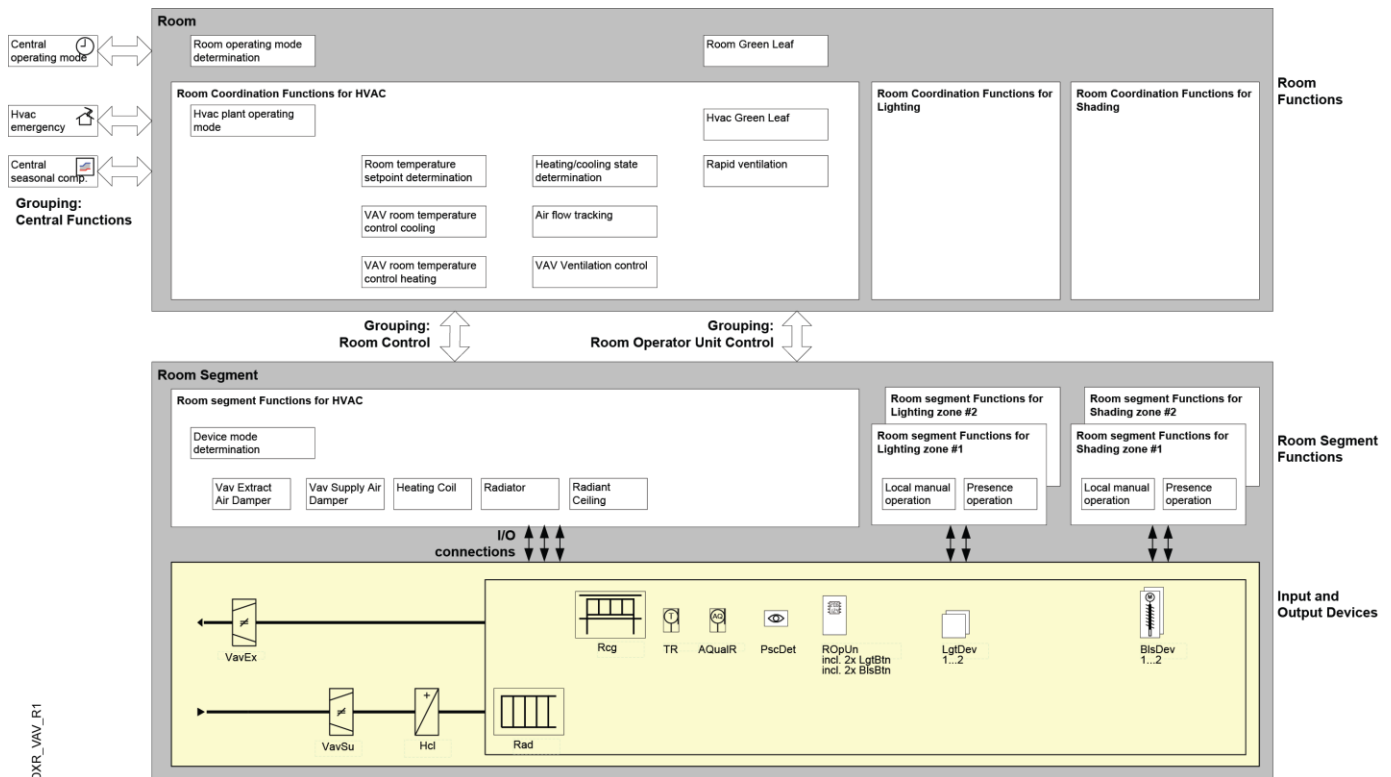 Room
Central
operating mode
Room operating mode
determination
Room Green Leaf
Room
Functions
Room Coordination Functions for HVAC
Room Coordination Functions for
Lighting
Room Coordination Functions for
Shading
Hvac
emergency
Hvac plant operating
mode
Hvac Green Leaf
Central
seasonal comp.
Room temperature
setpoint determination
Heating/cooling state
determination
Rapid ventilation
Grouping:
Central Functions
VAV room temperature
control cooling
Air flow tracking
VAV room temperature
control heating
VAV Ventilation control
Grouping:
Room Control
Grouping:
Room Operator Unit Control
Room Segment
Room segment Functions for HVAC
Room segment Functions for
Lighting zone #2
Room segment Functions for
Shading zone #2
Room segment Functions for
Lighting zone #1
Room segment Functions for
Shading zone #1
Room Segment
Functions
Device mode
determination
Vav Extract
Air Damper
Vav Supply Air
Damper
Heating Coil
Radiator
Radiant
Ceiling
Local manual
operation
Presence
operation
Local manual
operation
Presence
operation
I/O
connections
Input and
Output Devices
T
AQ
M
VavEx
Rcg
TR
AQualR
PscDet
ROpUn
incl. 2x LgtBtn
incl. 2x BlsBtn
LgtDev
1...2
BlsDev
1...2
+
VavSu
Hcl
Rad
DXR_VAV_R1